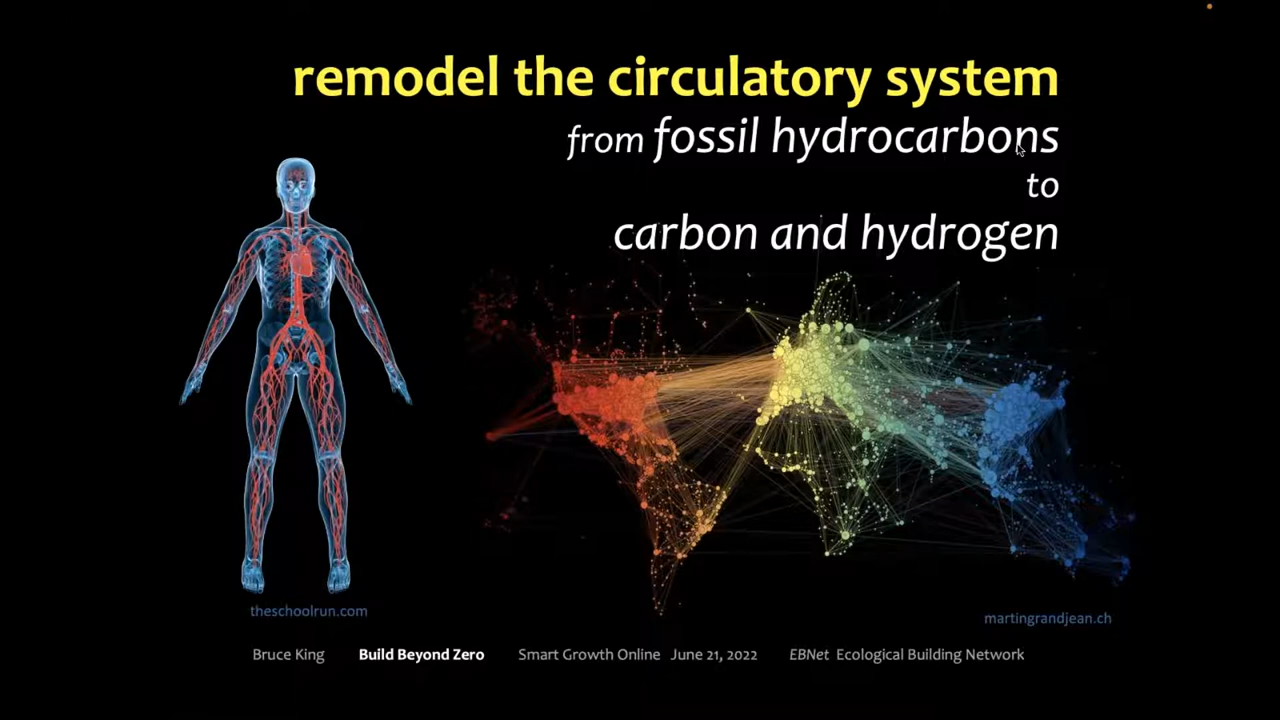 remodel the circulatory system
from fossil hydrocarbons
to
carbon and hydrogen
theschoolrun.com
martingrandjean.ch
Bruce King Build Beyond Zero Smart Growth Online June 21, 2022 EBNet Ecological Building Network